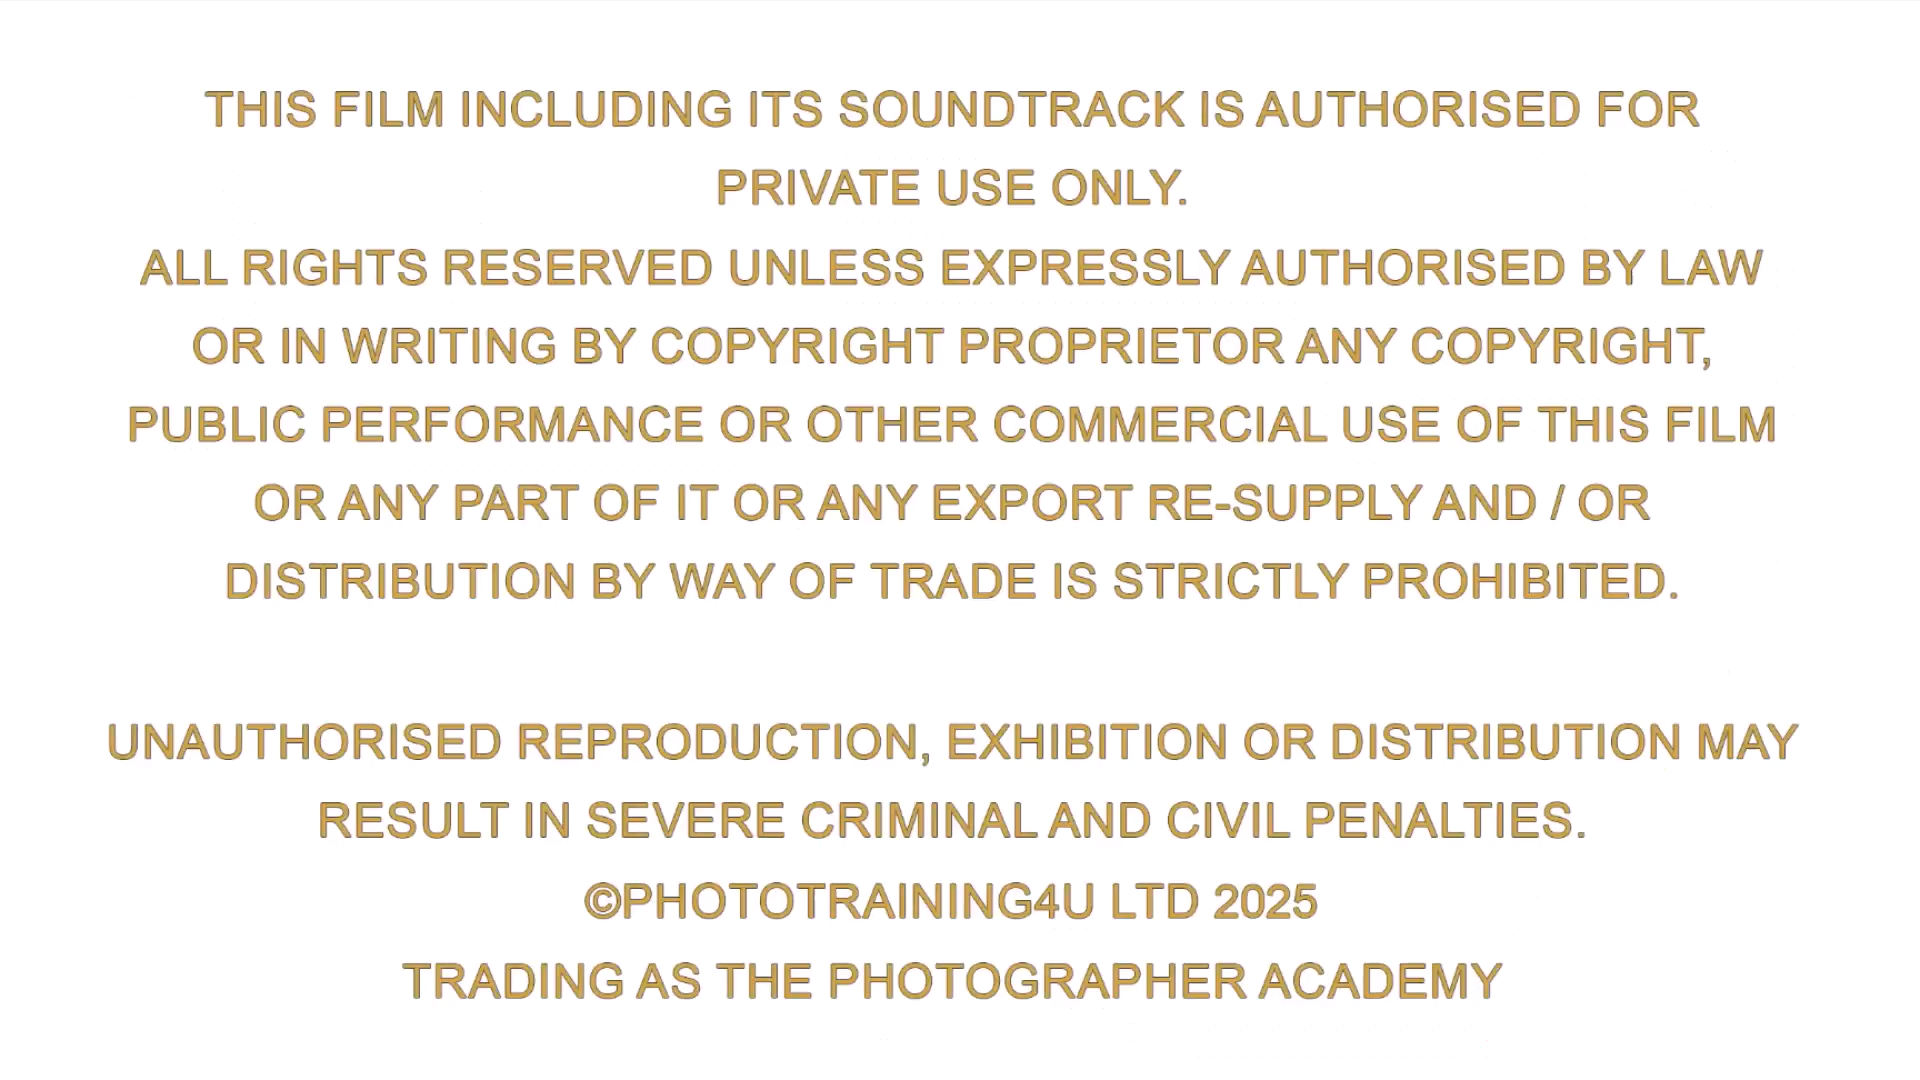 THIS FILM INCLUDING ITS SOUNDTRACK IS AUTHORISED FOR
PRIVATE USE ONLY.
ALL RIGHTS RESERVED UNLESS EXPRESSLY AUTHORISED BY LAW
OR IN WRITING BY COPYRIGHT PROPRIETOR ANY COPYRIGHT,
PUBLIC PERFORMANCE OR OTHER COMMERCIAL USE OF THIS FILM
OR ANY PART OF IT OR ANY EXPORT RE-SUPPLY AND / OR
DISTRIBUTION BY WAY OF TRADE IS STRICTLY PROHIBITED.
UNAUTHORISED REPRODUCTION, EXHIBITION OR DISTRIBUTION MAY
RESULT IN SEVERE CRIMINAL AND CIVIL PENALTIES.
©PHOTOTRAINING4U LTD 2025
TRADING AS THE PHOTOGRAPHER ACADEMY